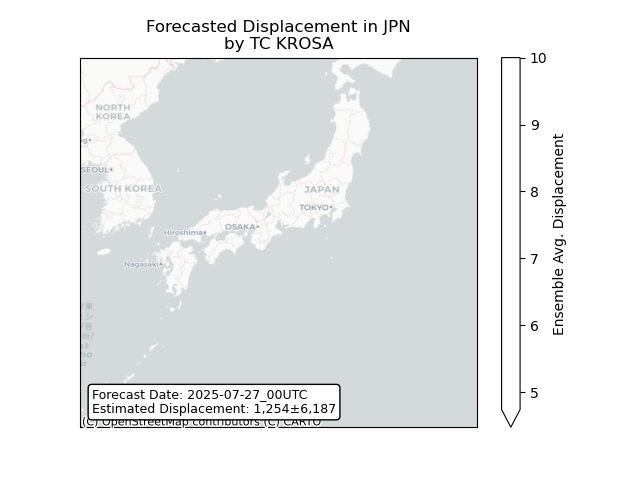 Forecasted Displacement in JPN
by TC KROSA
NORTH
KOREA
SEOUL
SOUTH KOREA
JAPAN
TOKYO
Hiroshima
OSAKA
Nagasaki
Forecast Date: 2025-07-27_00UTC
Estimated Displacement: 1,254±6,187
(C) OpenStreetMap contributors (C) CARTO
10
9
8
7
6
5
Ensemble Avg. Displacement